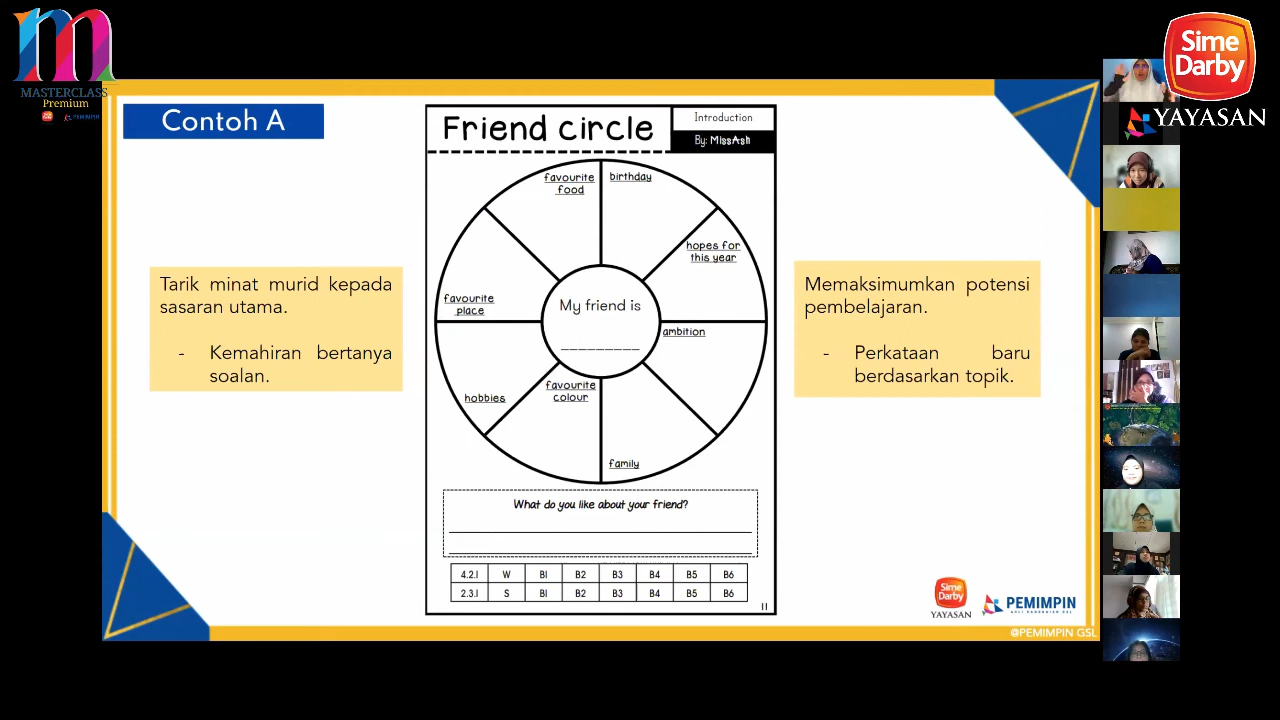 MASTERCLASS
Premium
PEMIMPIN
Sime
Darby
YAYASAN
Contoh A
Friend circle
Introduction
By: MissAsh
favourite
food
birthday
hopes for
this year
favourite
place
My friend is
_________
ambition
hobbies
favourite
colour
family
What do you like about your friend?
4.2.1 W B1 B2 B3 B4 B5 B6
2.3.1 S B1 B2 B3 B4 B5 B6
11
Tarik minat murid kepada
sasaran utama.
- Kemahiran bertanya
soalan.
Memaksimumkan potensi
pembelajaran.
- Perkataan baru
berdasarkan topik.
Sime
Darby
YAYASAN
PEMIMPIN
@PEMIMPIN GSL